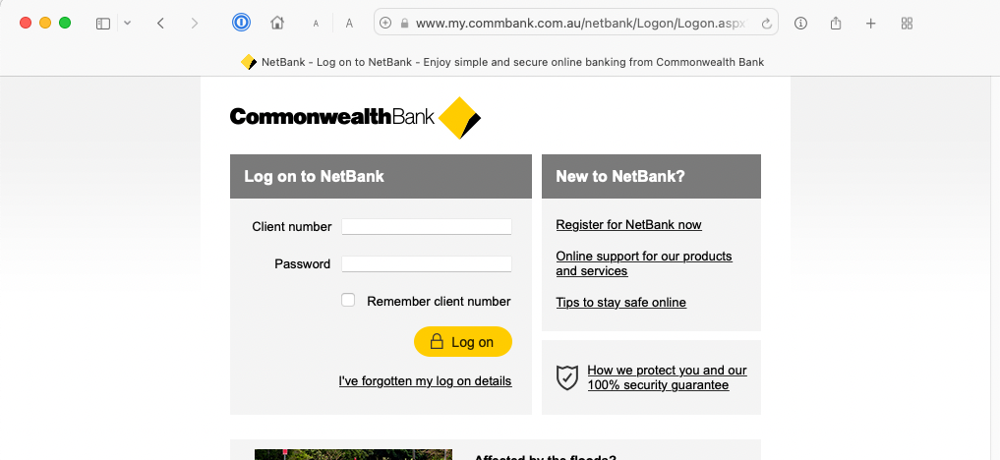 A A www.my.commbank.com.au/netbank/Logon/Logon.aspx
NetBank - Log on to NetBank - Enjoy simple and secure online banking from Commonwealth Bank
CommonwealthBank
Log on to NetBank
Client number
Password
Remember client number
Log on
I've forgotten my log on details
New to NetBank?
Register for NetBank now
Online support for our products
and services
Tips to stay safe online
How we protect you and our
100% security guarantee
Affected by the floods?